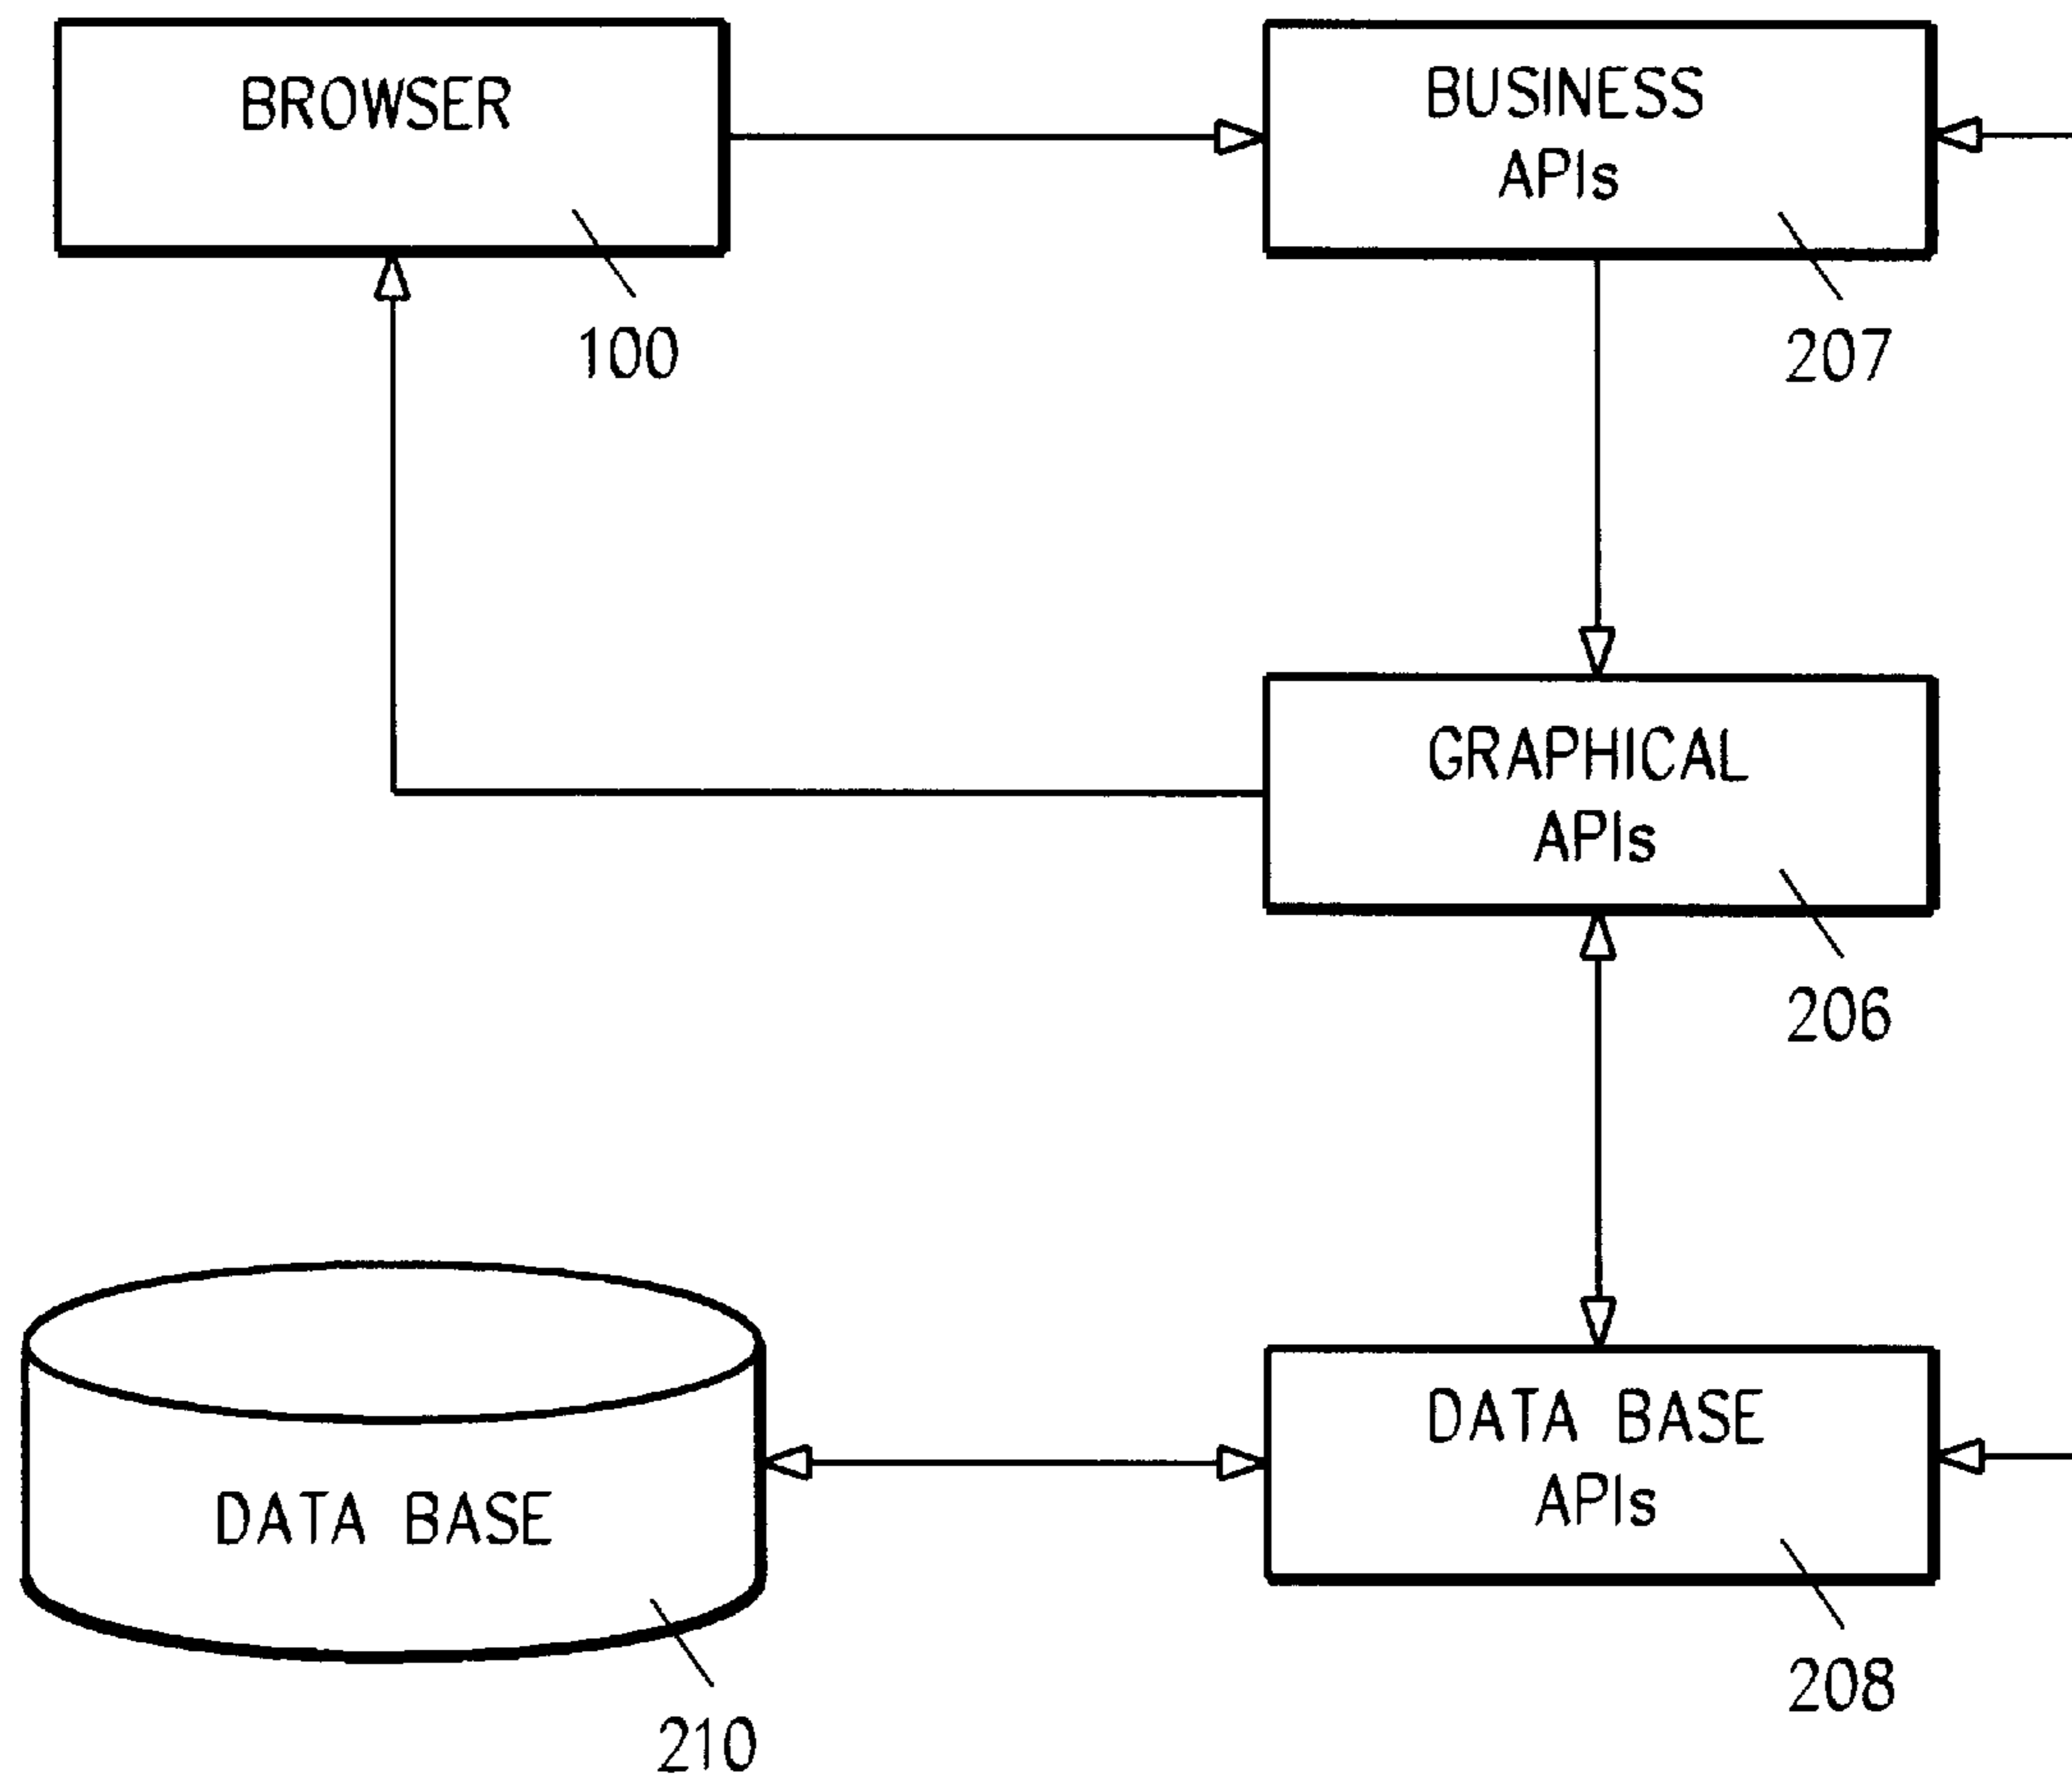 BROWSER
100
BUSINESS
APIs
207
GRAPHICAL
APIs
206
DATA BASE
210
DATA BASE
APIs
208